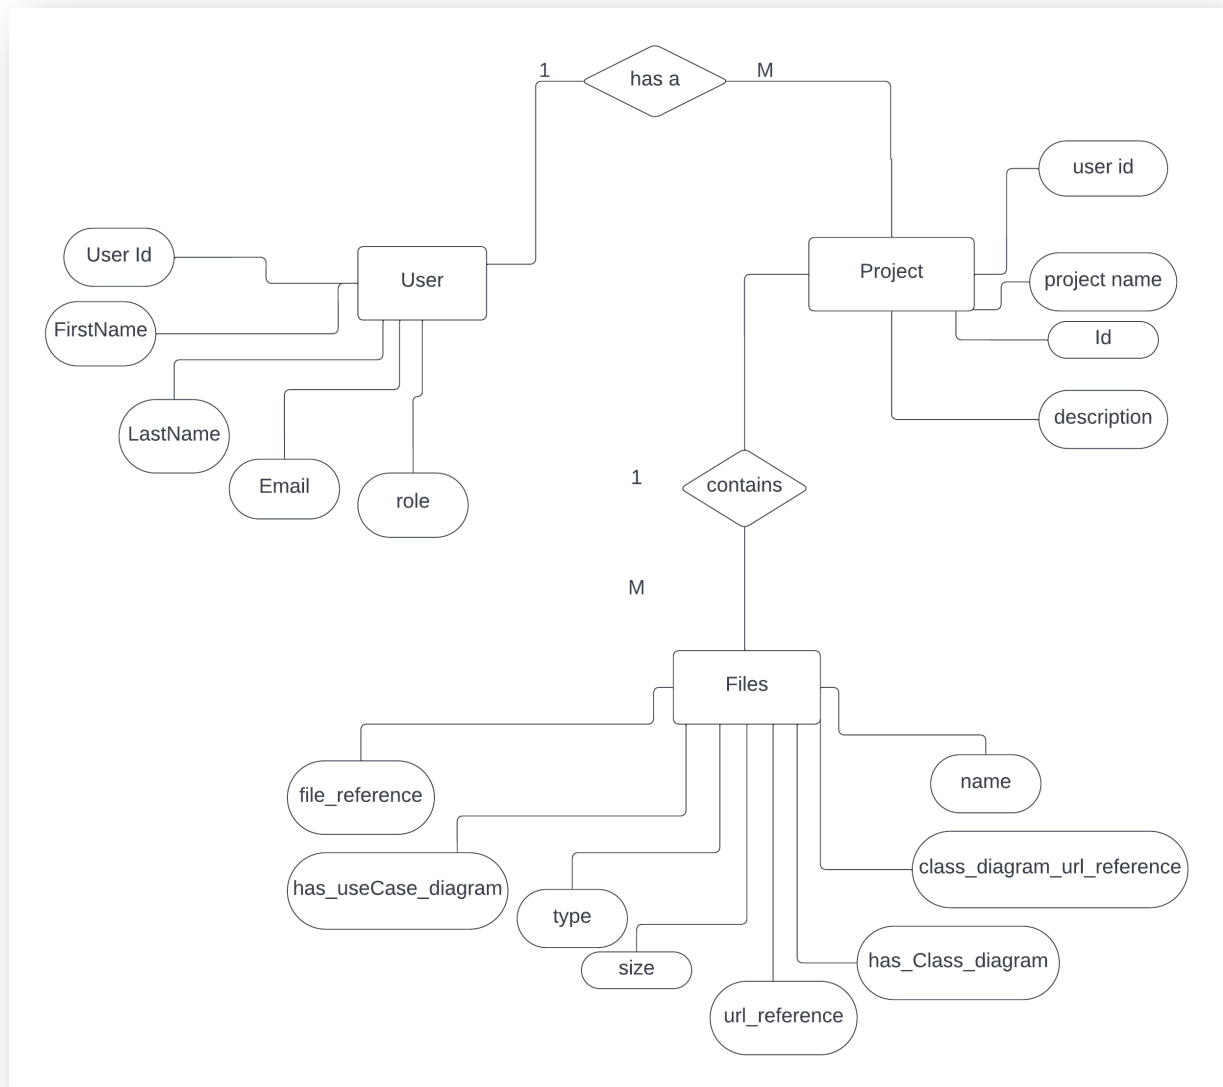 1
has a
M
user id
User Id
User
Project
project name
FirstName
Id
LastName
description
Email
role
1
contains
M
Files
file_reference
name
has_useCase_diagram
class_diagram_url_reference
type
size
has_Class_diagram
url_reference